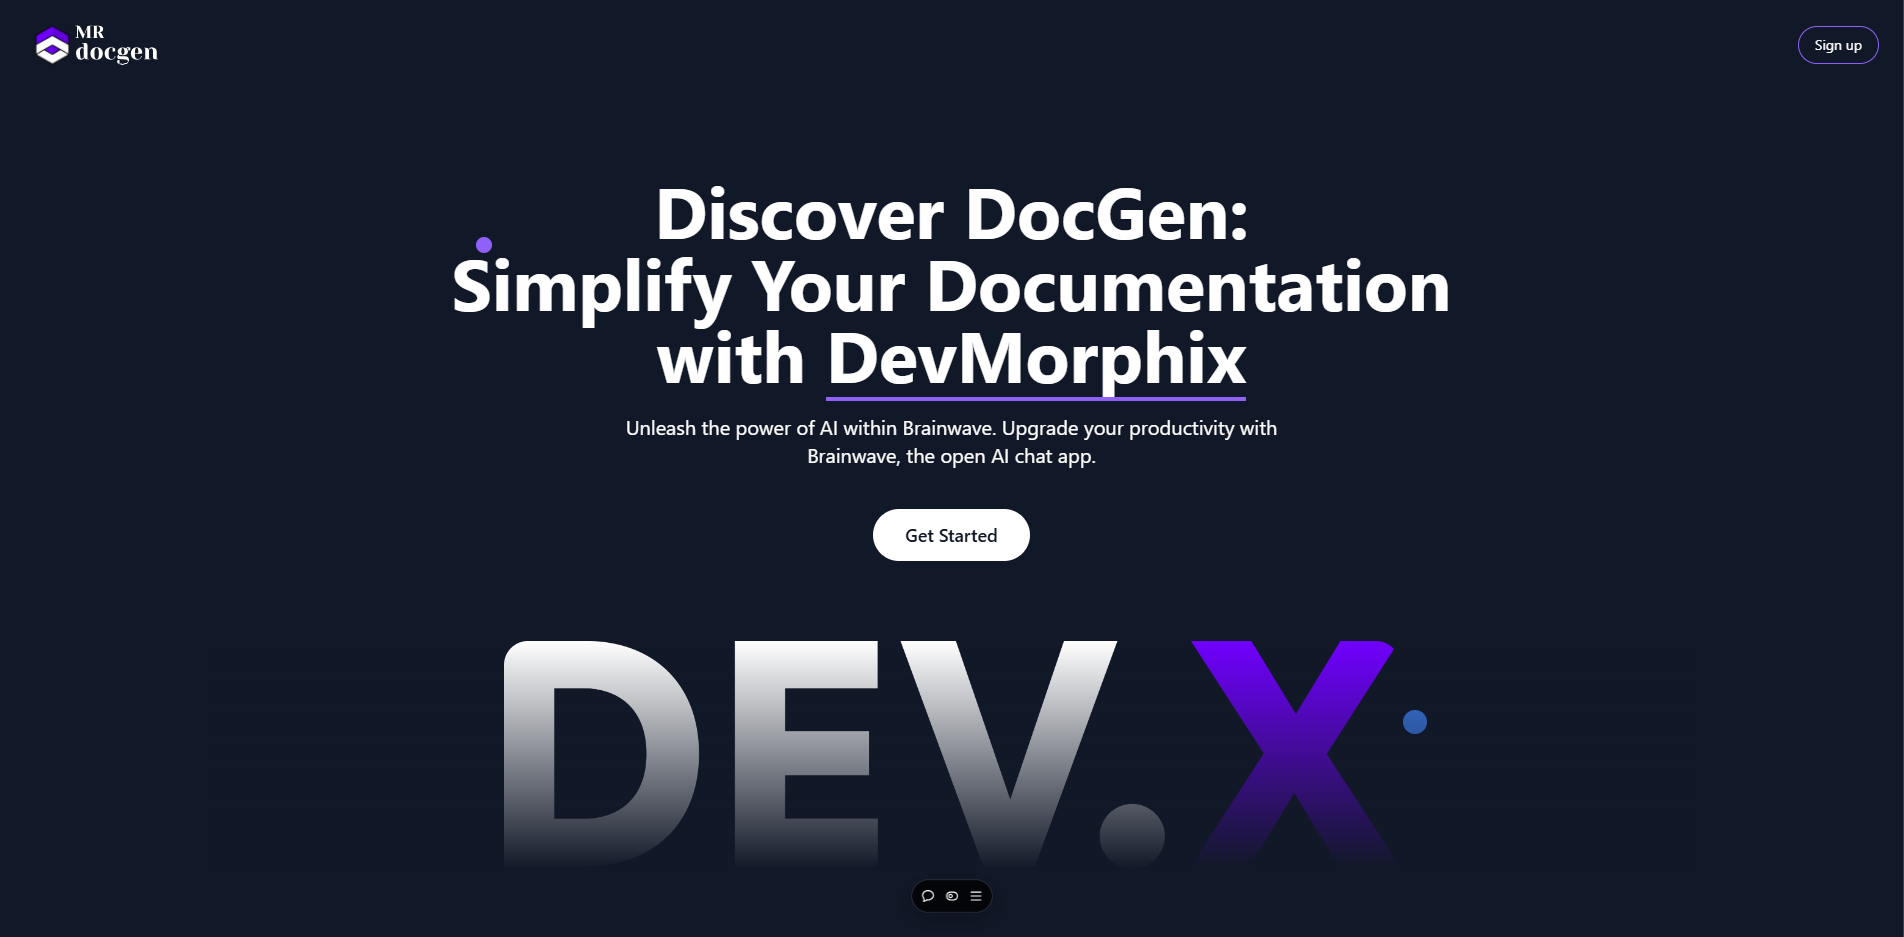 MR
docgen
Sign up
Discover DocGen:
Simplify Your Documentation
with DevMorphix
Unleash the power of AI within Brainwave. Upgrade your productivity with
Brainwave, the open AI chat app.
Get Started
DEV.X